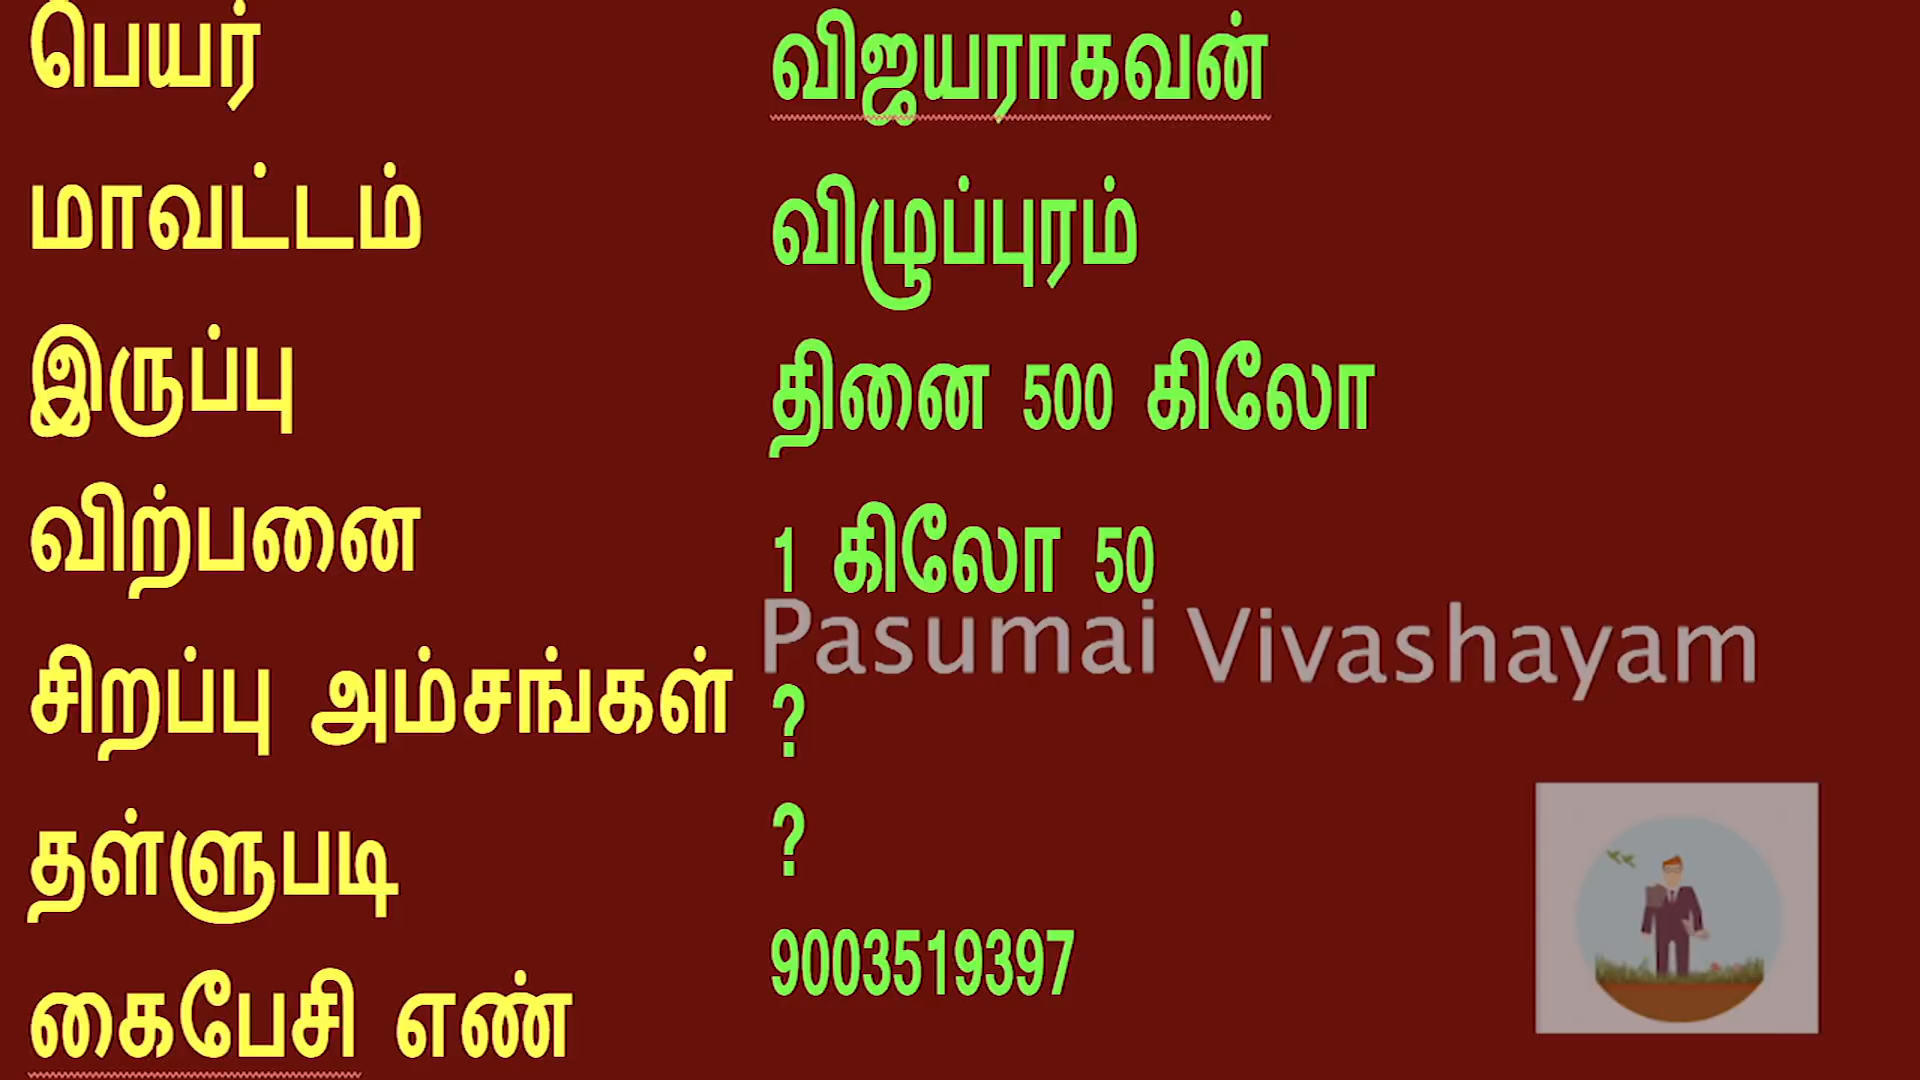 பெயர் விஜயராகவன்
மாவட்டம் விழுப்புரம்
இருப்பு தினை 500 கிலோ
விற்பனை 1 கிலோ 50
Pasumai Vivashayam
சிறப்பு அம்சங்கள் ?
தள்ளுபடி ?
கைபேசி எண் 9003519397